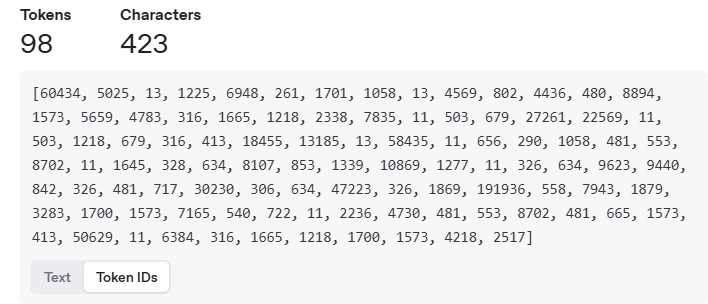 Tokens Characters
98 423
[60434, 5025, 13, 1225, 6948, 261, 1701, 1058, 13, 4569, 802, 4436, 480, 8894,
1573, 5659, 4783, 316, 1665, 1218, 2338, 7835, 11, 503, 679, 27261, 22569, 11,
503, 1218, 679, 316, 413, 18455, 13185, 13, 58435, 11, 656, 290, 1058, 481, 553,
8702, 11, 1645, 328, 634, 8107, 853, 1339, 10869, 1277, 11, 326, 634, 9623, 9440,
842, 326, 481, 717, 30230, 306, 634, 47223, 326, 1869, 191936, 558, 7943, 1879,
3283, 1700, 1573, 7165, 540, 722, 11, 2236, 4730, 481, 553, 8702, 481, 665, 1573,
413, 50629, 11, 6384, 316, 1665, 1218, 1700, 1573, 4218, 2517]
Text Token IDs